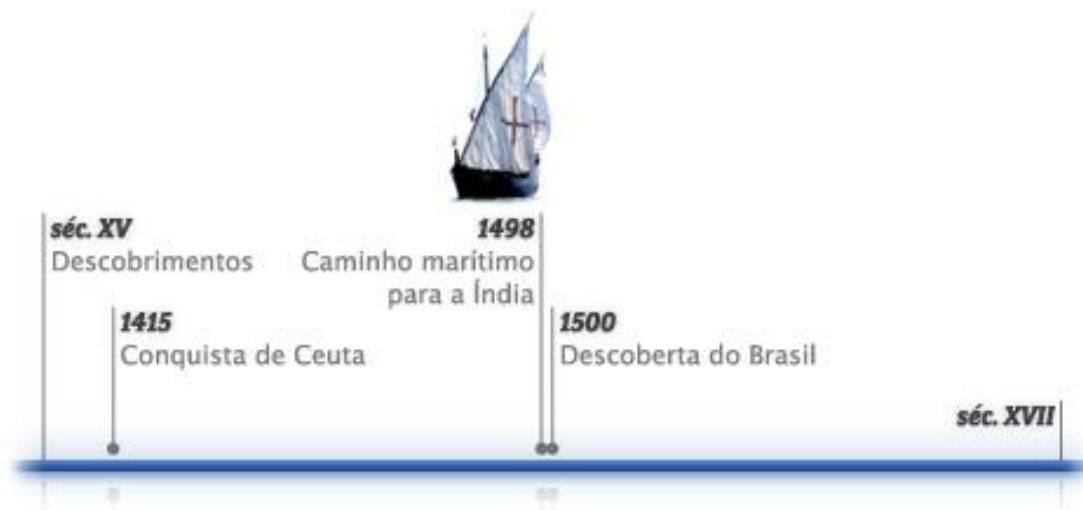 séc. XV
Descobrimentos
1498
Caminho marítimo
para a Índia
1415
Conquista de Ceuta
1500
Descoberta do Brasil
séc. XVII